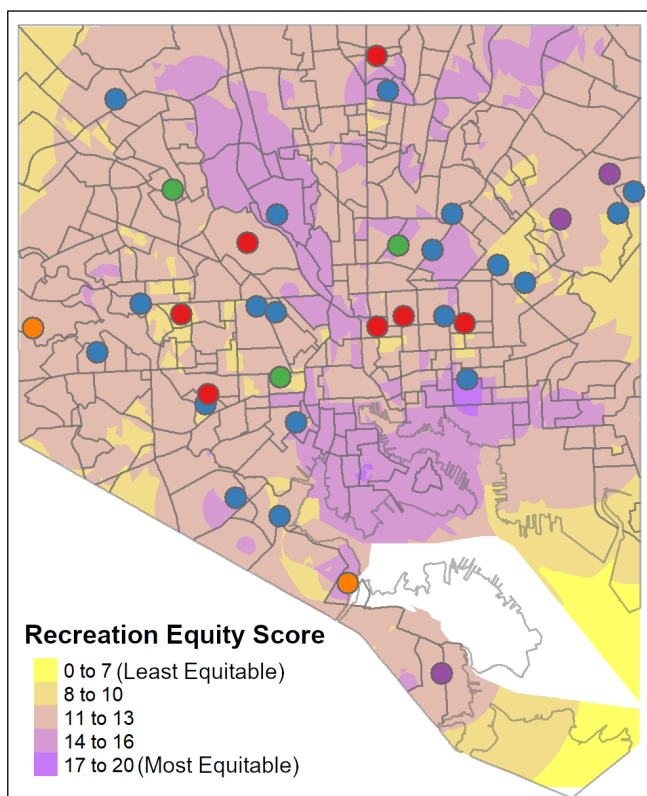 Recreation Equity Score
0 to 7 (Least Equitable)
8 to 10
11 to 13
14 to 16
17 to 20 (Most Equitable)